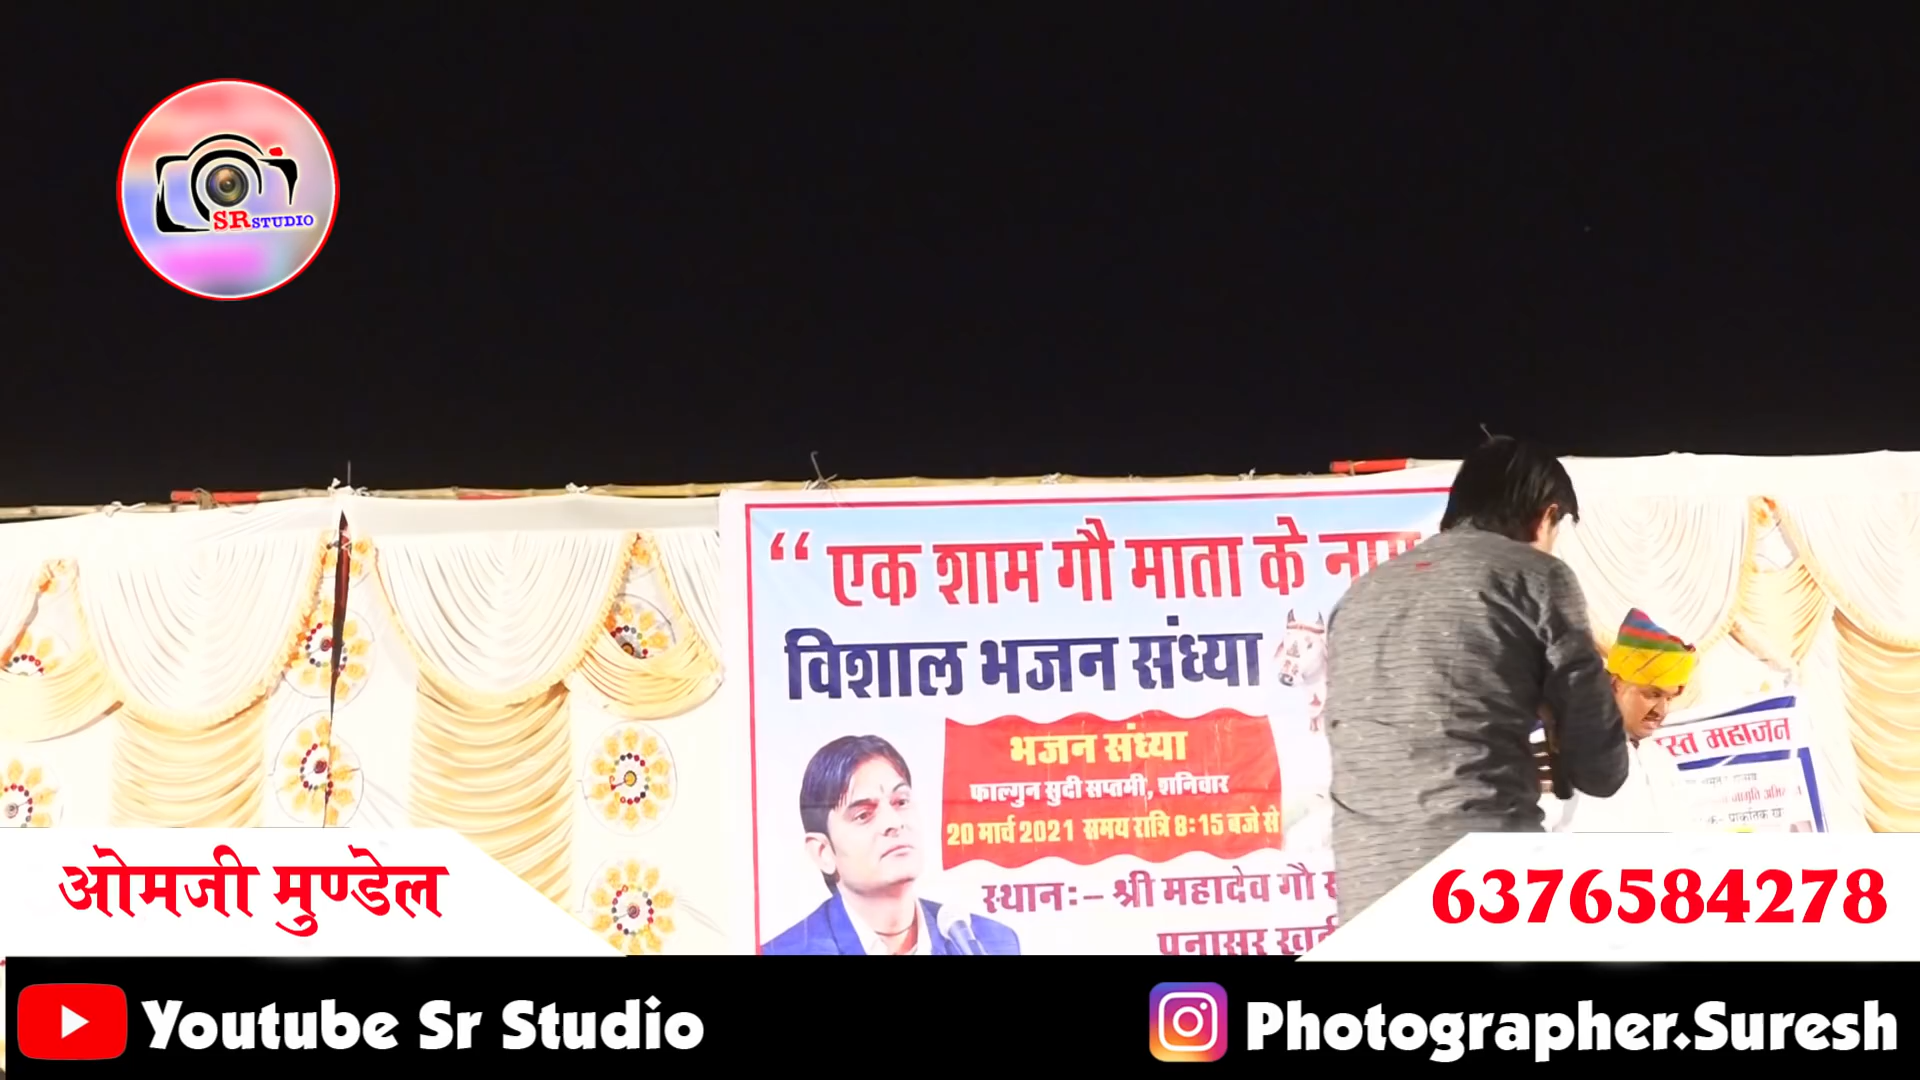 SR STUDIO
“ एक शाम गौ माता के
विशाल भजन संध्या
भजन संध्या
फाल्गुन सुदी सप्तमी, शनिवार
20 मार्च 2021 समय रात्रि 8:15 बजे से
स्थान:– श्री महादेव गौ
महाजन
ओमजी मुण्डेल
6376584278
Youtube Sr Studio
Photographer.Suresh